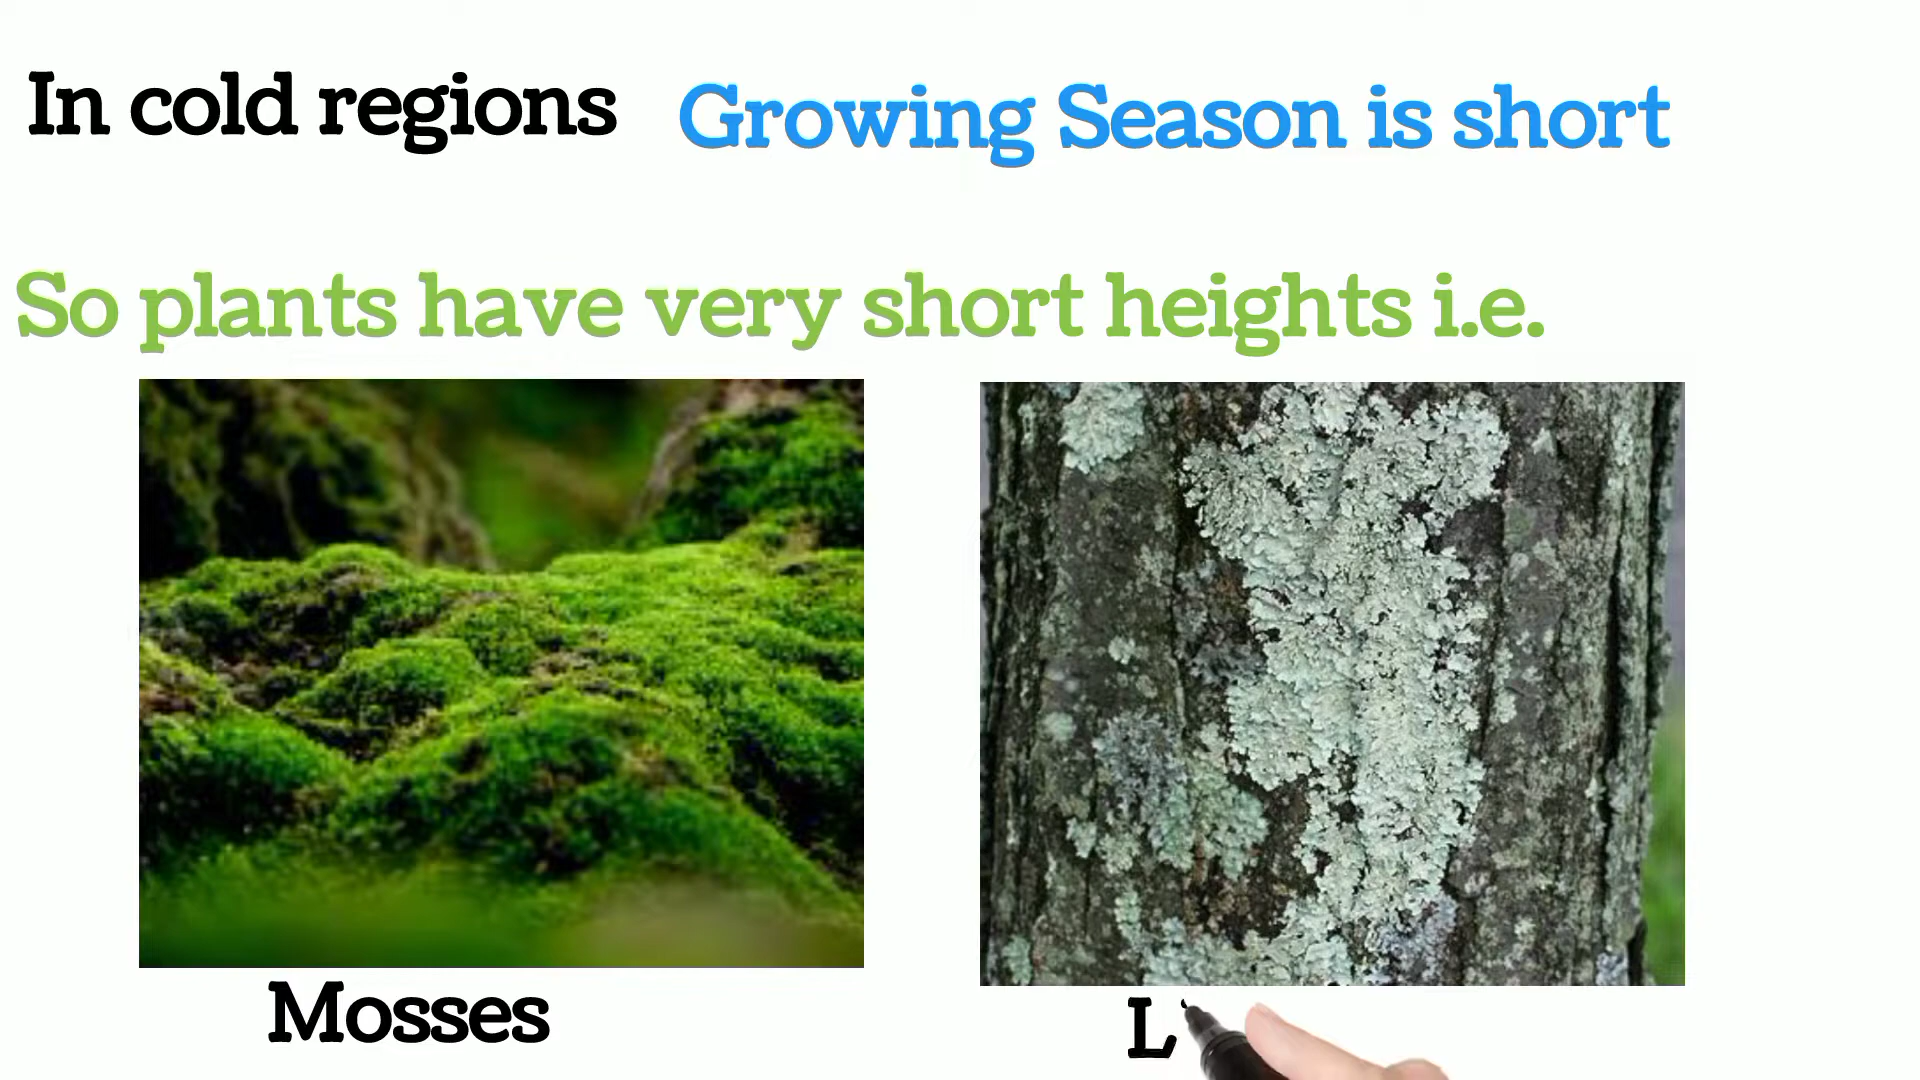 In cold regions Growing Season is short
So plants have very short heights i.e.
Mosses
L